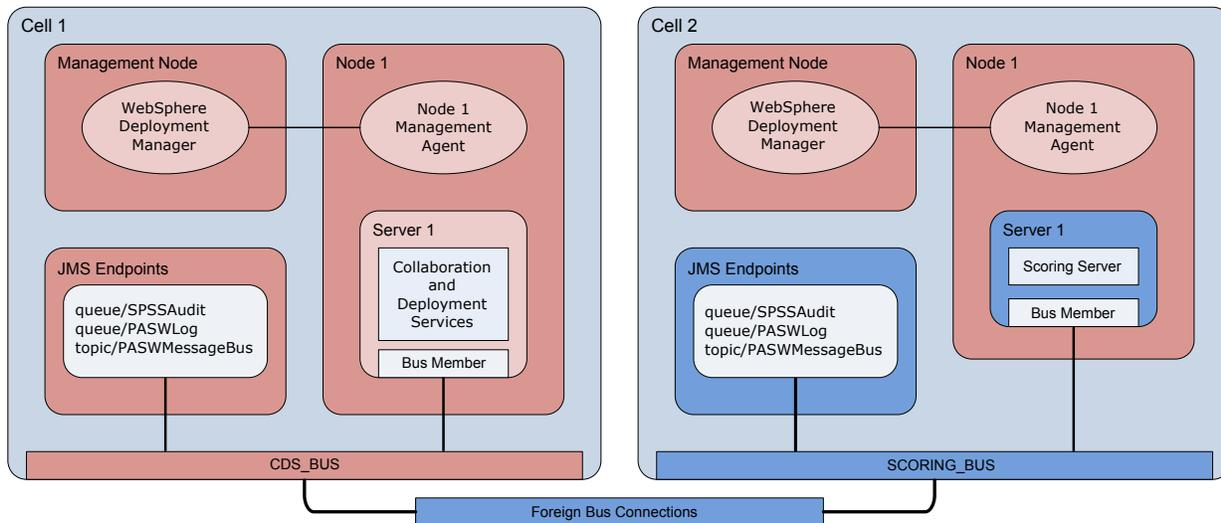 Cell 1
Management Node
WebSphere
Deployment
Manager
Node 1
Node 1
Management
Agent
Server 1
Collaboration
and
Deployment
Services
Bus Member
JMS Endpoints
queue/SPSSAudit
queue/PASWLog
topic/PASWMessageBus
CDS_BUS
Cell 2
Management Node
WebSphere
Deployment
Manager
Node 1
Node 1
Management
Agent
Server 1
Scoring Server
Bus Member
JMS Endpoints
queue/SPSSAudit
queue/PASWLog
topic/PASWMessageBus
SCORING_BUS
Foreign Bus Connections